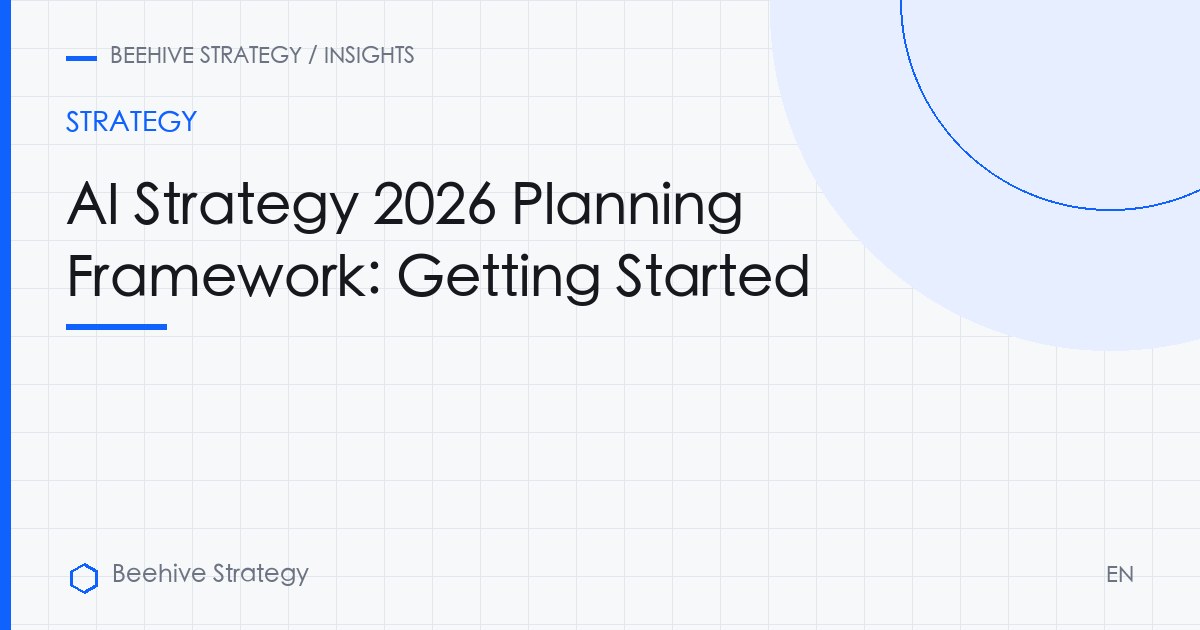 BEEHIVE STRATEGY / INSIGHTS
STRATEGY
AI Strategy 2026 Planning
Framework: Getting Started
Beehive Strategy
EN